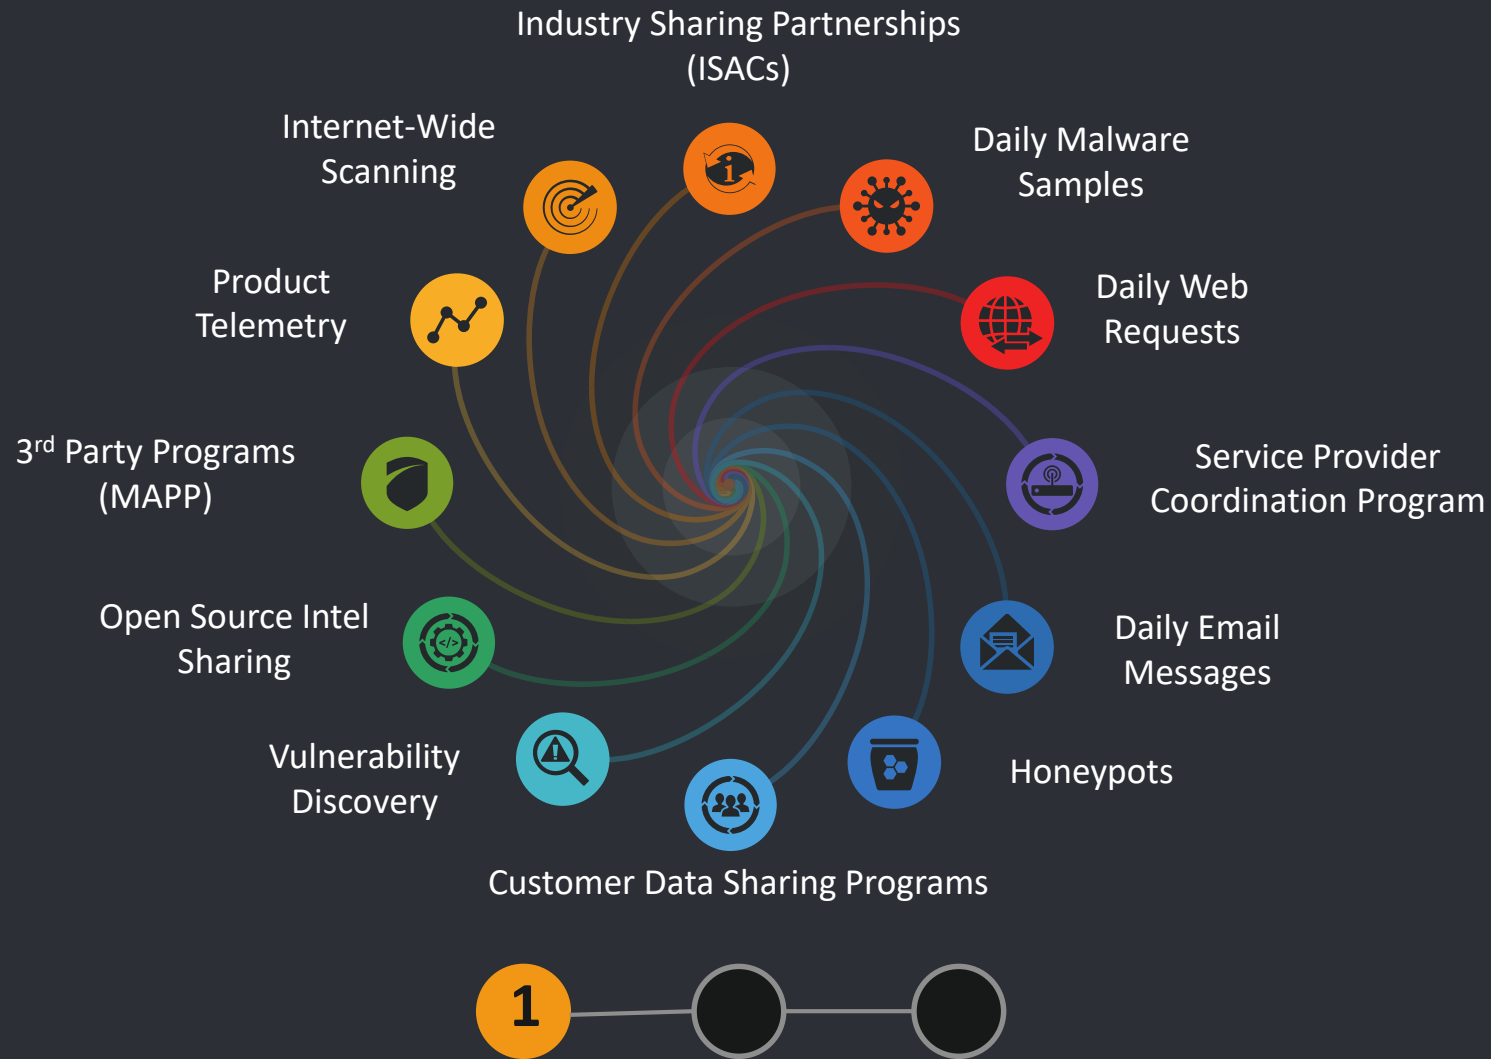 Industry Sharing Partnerships
(ISACs)
Internet-Wide
Scanning
Daily Malware
Samples
Product
Telemetry
Daily Web
Requests
3rd Party Programs
(MAPP)
Service Provider
Coordination Program
Open Source Intel
Sharing
Daily Email
Messages
Vulnerability
Discovery
Honeypots
Customer Data Sharing Programs
1